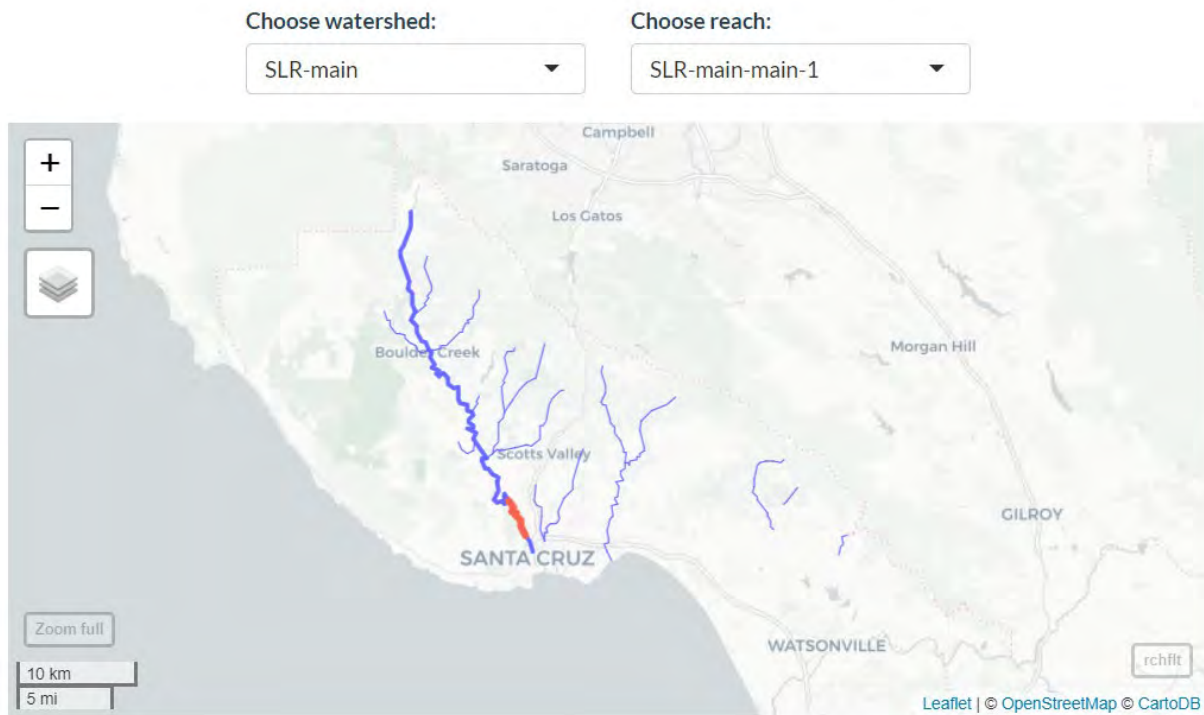 Choose watershed: Choose reach:
SLR-main SLR-main-main-1
+
−
Campbell
Saratoga
Los Gatos
Boulder Creek
Morgan Hill
Scotts Valley
GILROY
SANTA CRUZ
Zoom full
WATSONVILLE
rchflt
10 km
5 mi
Leaflet | © OpenStreetMap © CartoDB